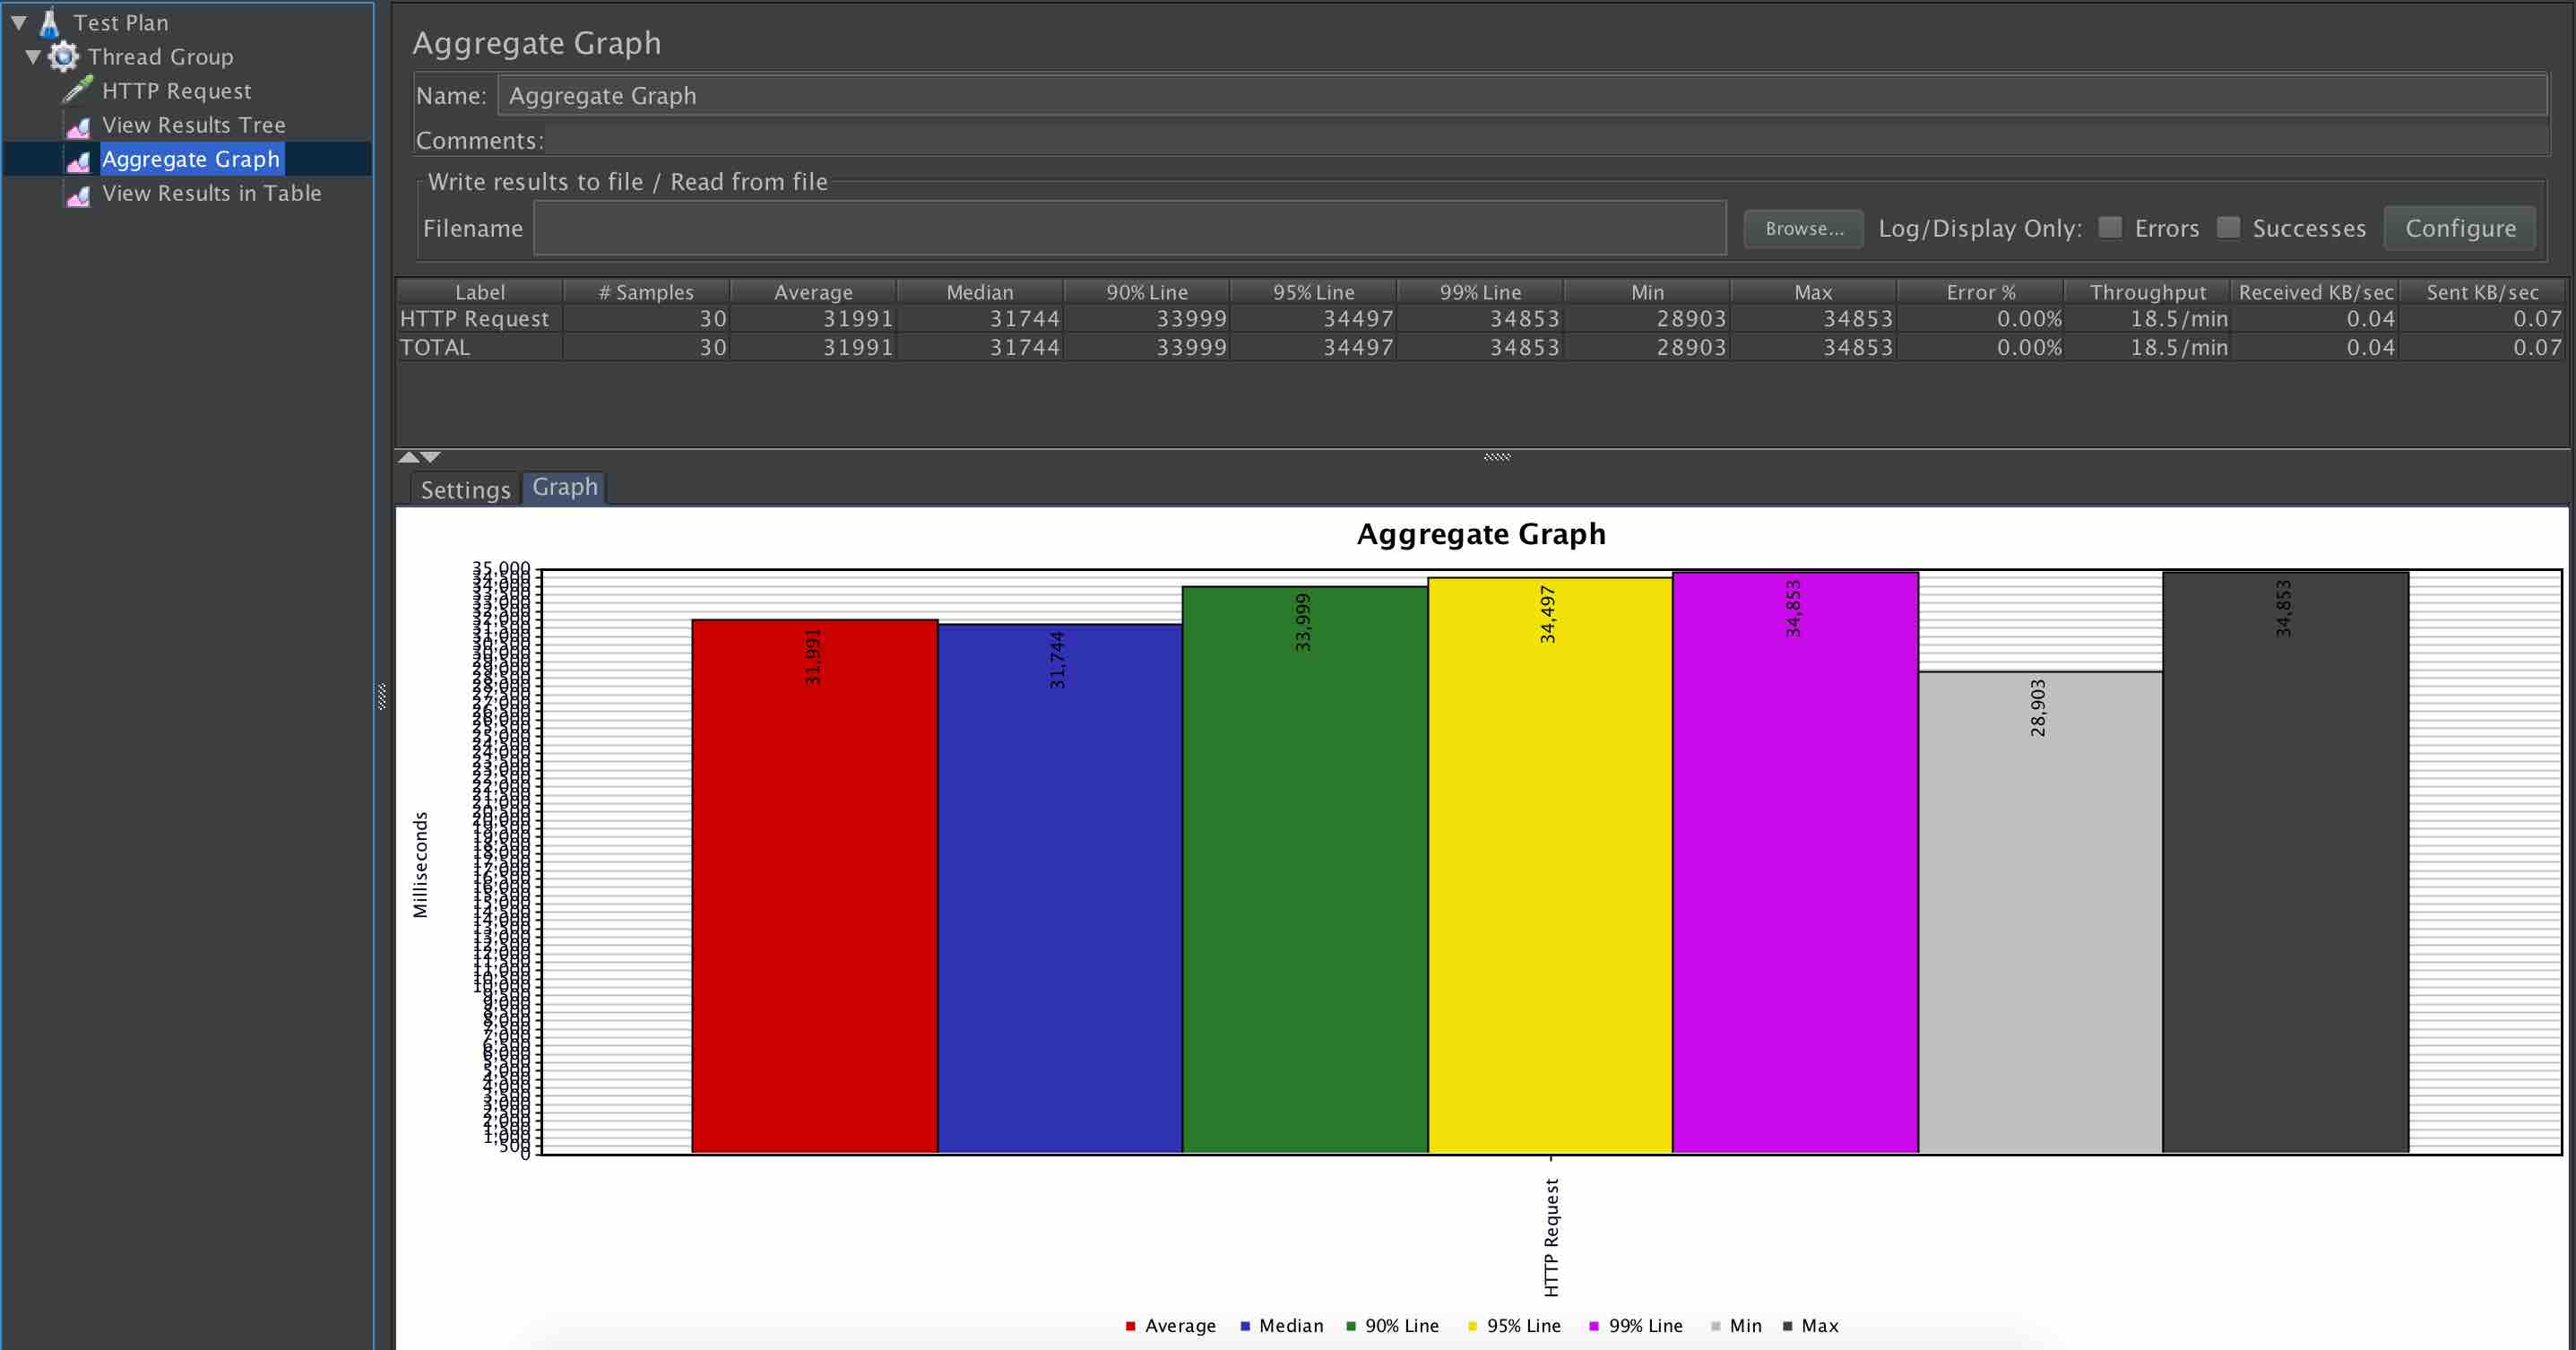 Test Plan
Thread Group
HTTP Request
View Results Tree
Aggregate Graph
View Results in Table
Aggregate Graph
Name: Aggregate Graph
Comments:
Write results to file / Read from file
Filename Browse... Log/Display Only: Errors Successes Configure
Label # Samples Average Median 90% Line 95% Line 99% Line Min Max Error % Throughput Received KB/sec Sent KB/sec
HTTP Request 30 31991 31744 33999 34497 34853 28903 34853 0.00% 18.5/min 0.04 0.07
TOTAL 30 31991 31744 33999 34497 34853 28903 34853 0.00% 18.5/min 0.04 0.07
Settings Graph
Aggregate Graph
35,000
31,991
31,744
33,999
34,497
34,853
28,903
34,853
Milliseconds
500
0
HTTP Request
Average Median 90% Line 95% Line 99% Line Min Max